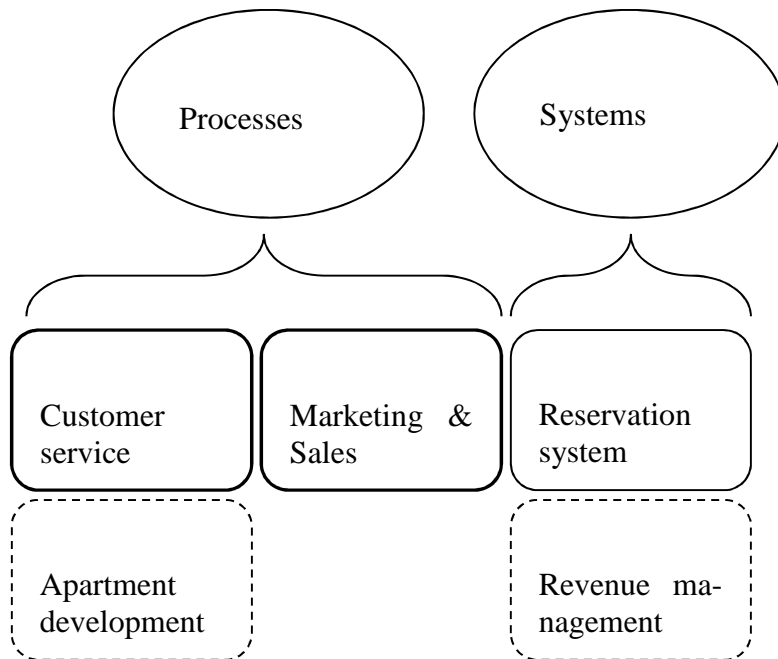 Processes
Systems
Customer
service
Marketing &
Sales
Reservation
system
Apartment
development
Revenue ma-
nagement